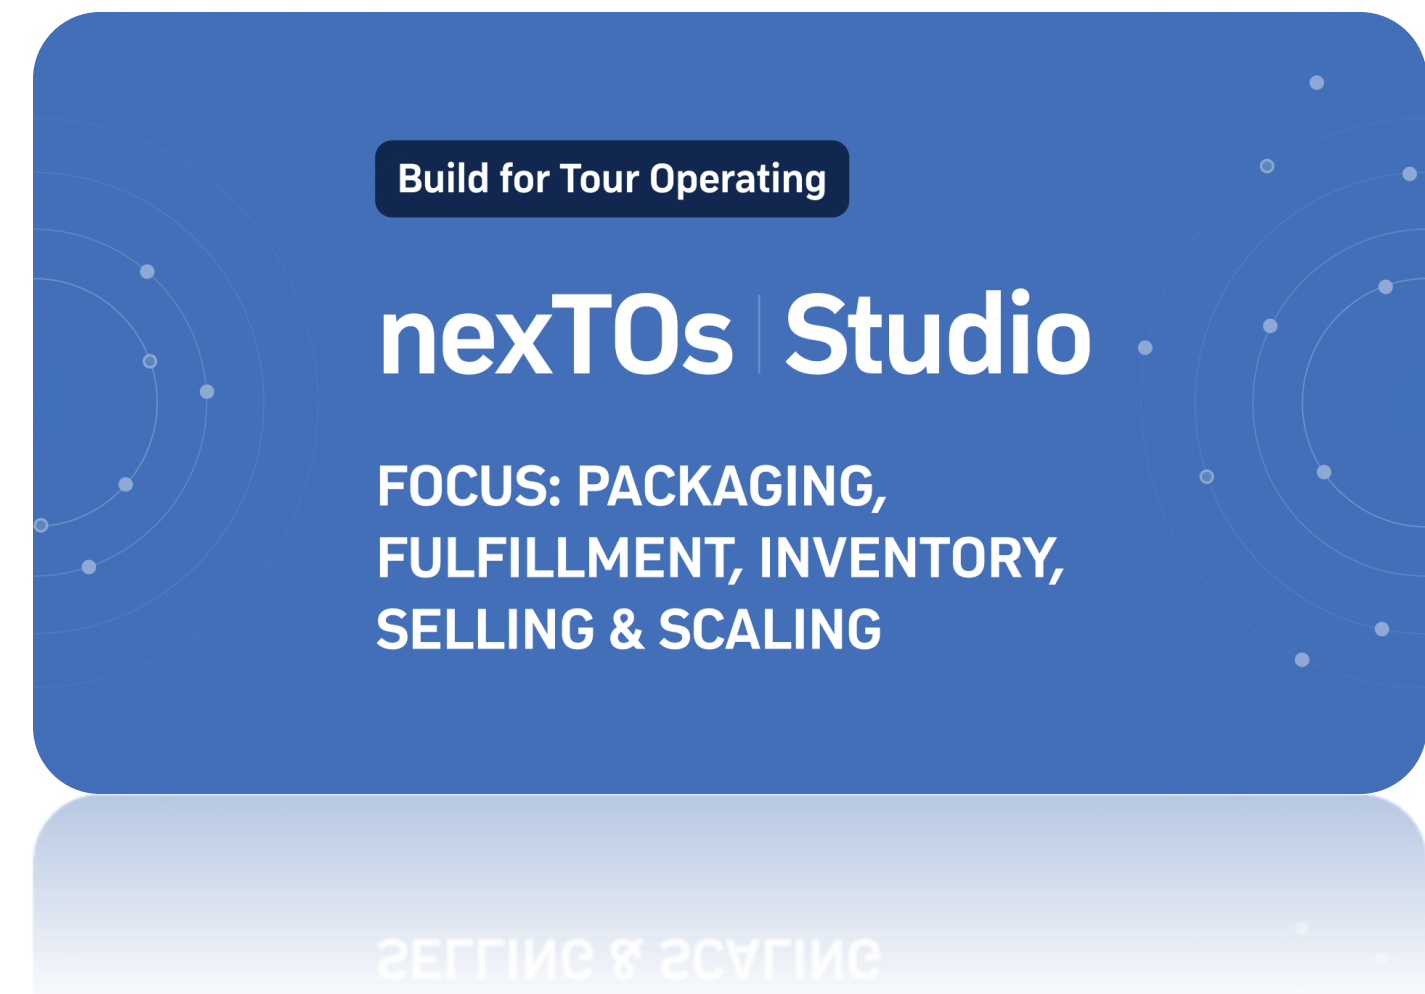 Build for Tour Operating
nexTOs | Studio
FOCUS: PACKAGING,
FULFILLMENT, INVENTORY,
SELLING & SCALING